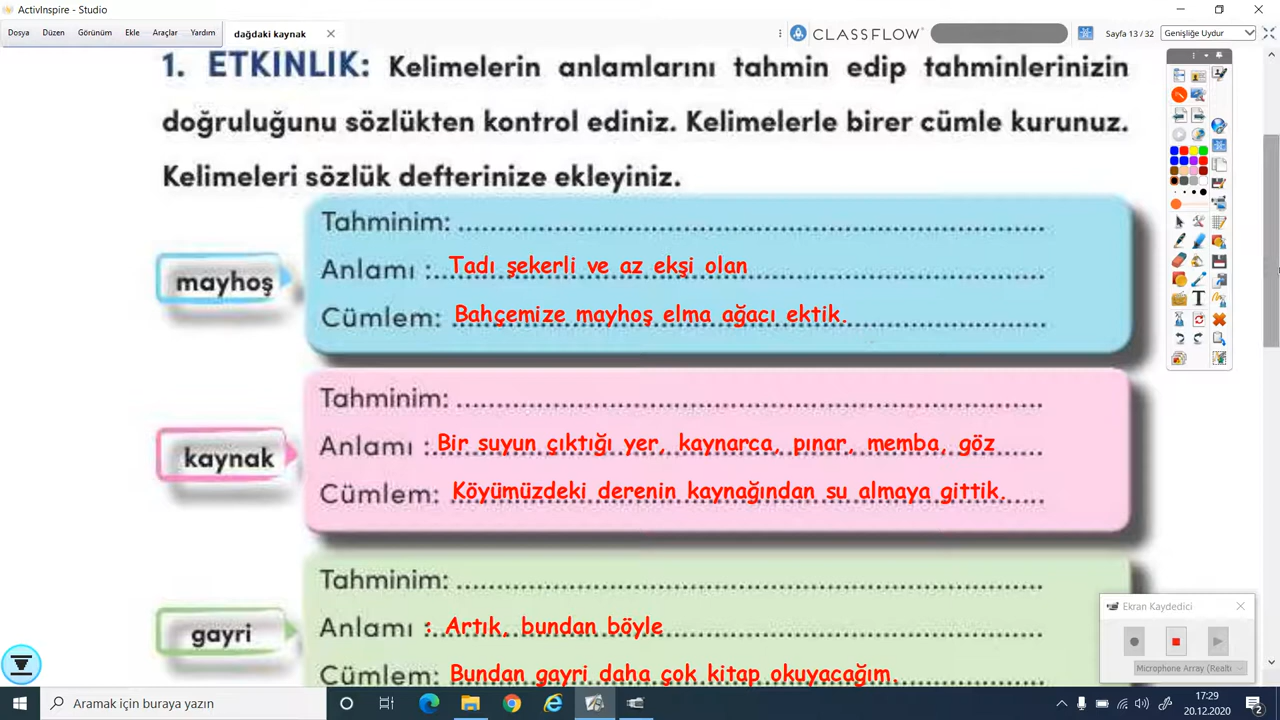 ActivInspire - Studio
Dosya Düzen Görünüm Ekle Araçlar Yardım dağdaki kaynak CLASSFLOW Sayfa 13 / 32 Genişliğe Uydur
1. ETKİNLİK: Kelimelerin anlamlarını tahmin edip tahminlerinizin
doğruluğunu sözlükten kontrol ediniz. Kelimelerle birer cümle kurunuz.
Kelimeleri sözlük defterinize ekleyiniz.
mayhoş
Tahminim: ..........
Anlamı :..Tadı şekerli ve az ekşi olan
Cümlem: Bahçemize mayhoş elma ağacı ektik.
kaynak
Tahminim: ..........
Anlamı :.Bir suyun çıktığı yer, kaynarca, pınar, memba, göz
Cümlem: Köyümüzdeki derenin kaynağından su almaya gittik.
gayri
Tahminim: ..........
Anlamı : Artık, bundan böyle
Cümlem: Bundan gayri daha çok kitap okuyacağım.
Ekran Kaydedici
Microphone Array (Realt
Aramak için buraya yazın
17:29
20.12.2020
2